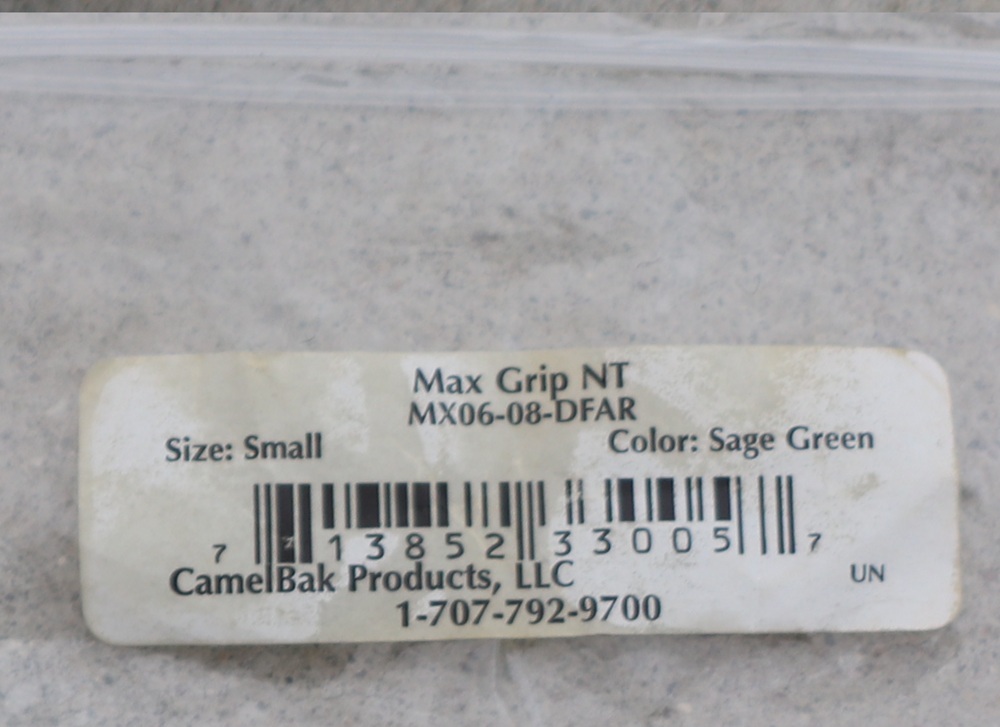 Max Grip NT
MX06-08-DFAR
Size: Small Color: Sage Green
7 13852 33005 7
CamelBak Products, LLC UN
1-707-792-9700